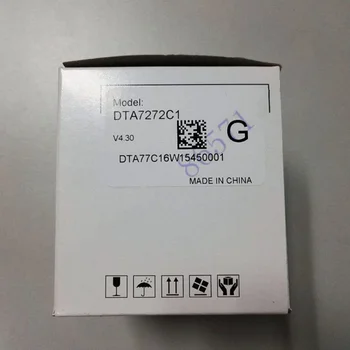 Model:
DTA7272C1
V4.30
G
DTA77C16W15450001
MADE IN CHINA